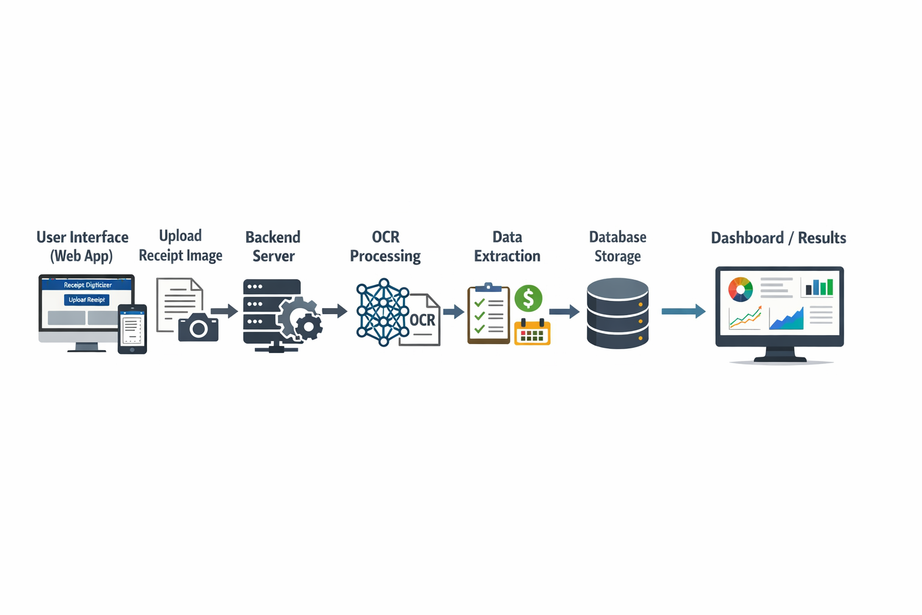 User Interface
(Web App)
Upload
Receipt Image
Backend
Server
OCR
Processing
Data
Extraction
Database
Storage
Dashboard / Results
Receipt Digiticizer
Upload Receipt
OCR
$